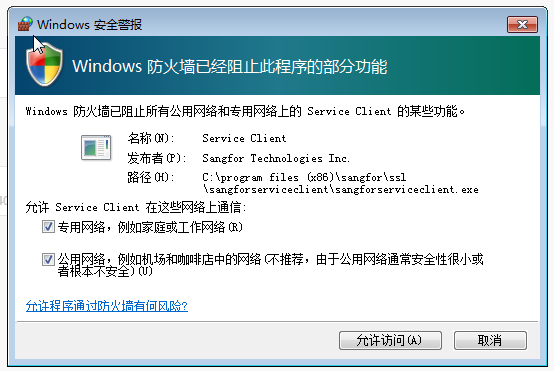 Windows 安全警报
Windows 防火墙已经阻止此程序的部分功能
Windows 防火墙已阻止所有公用网络和专用网络上的 Service Client 的某些功能。
名称(N): Service Client
发布者(P): Sangfor Technologies Inc.
路径(H): C:\program files (x86)\sangfor\ssl
\sangforserviceclient\sangforserviceclient.exe
允许 Service Client 在这些网络上通信:
专用网络，例如家庭或工作网络(R)
公用网络，例如机场和咖啡店中的网络(不推荐，由于公用网络通常安全性很小或
者根本不安全)(U)
允许程序通过防火墙有何风险?
允许访问(A)
取消